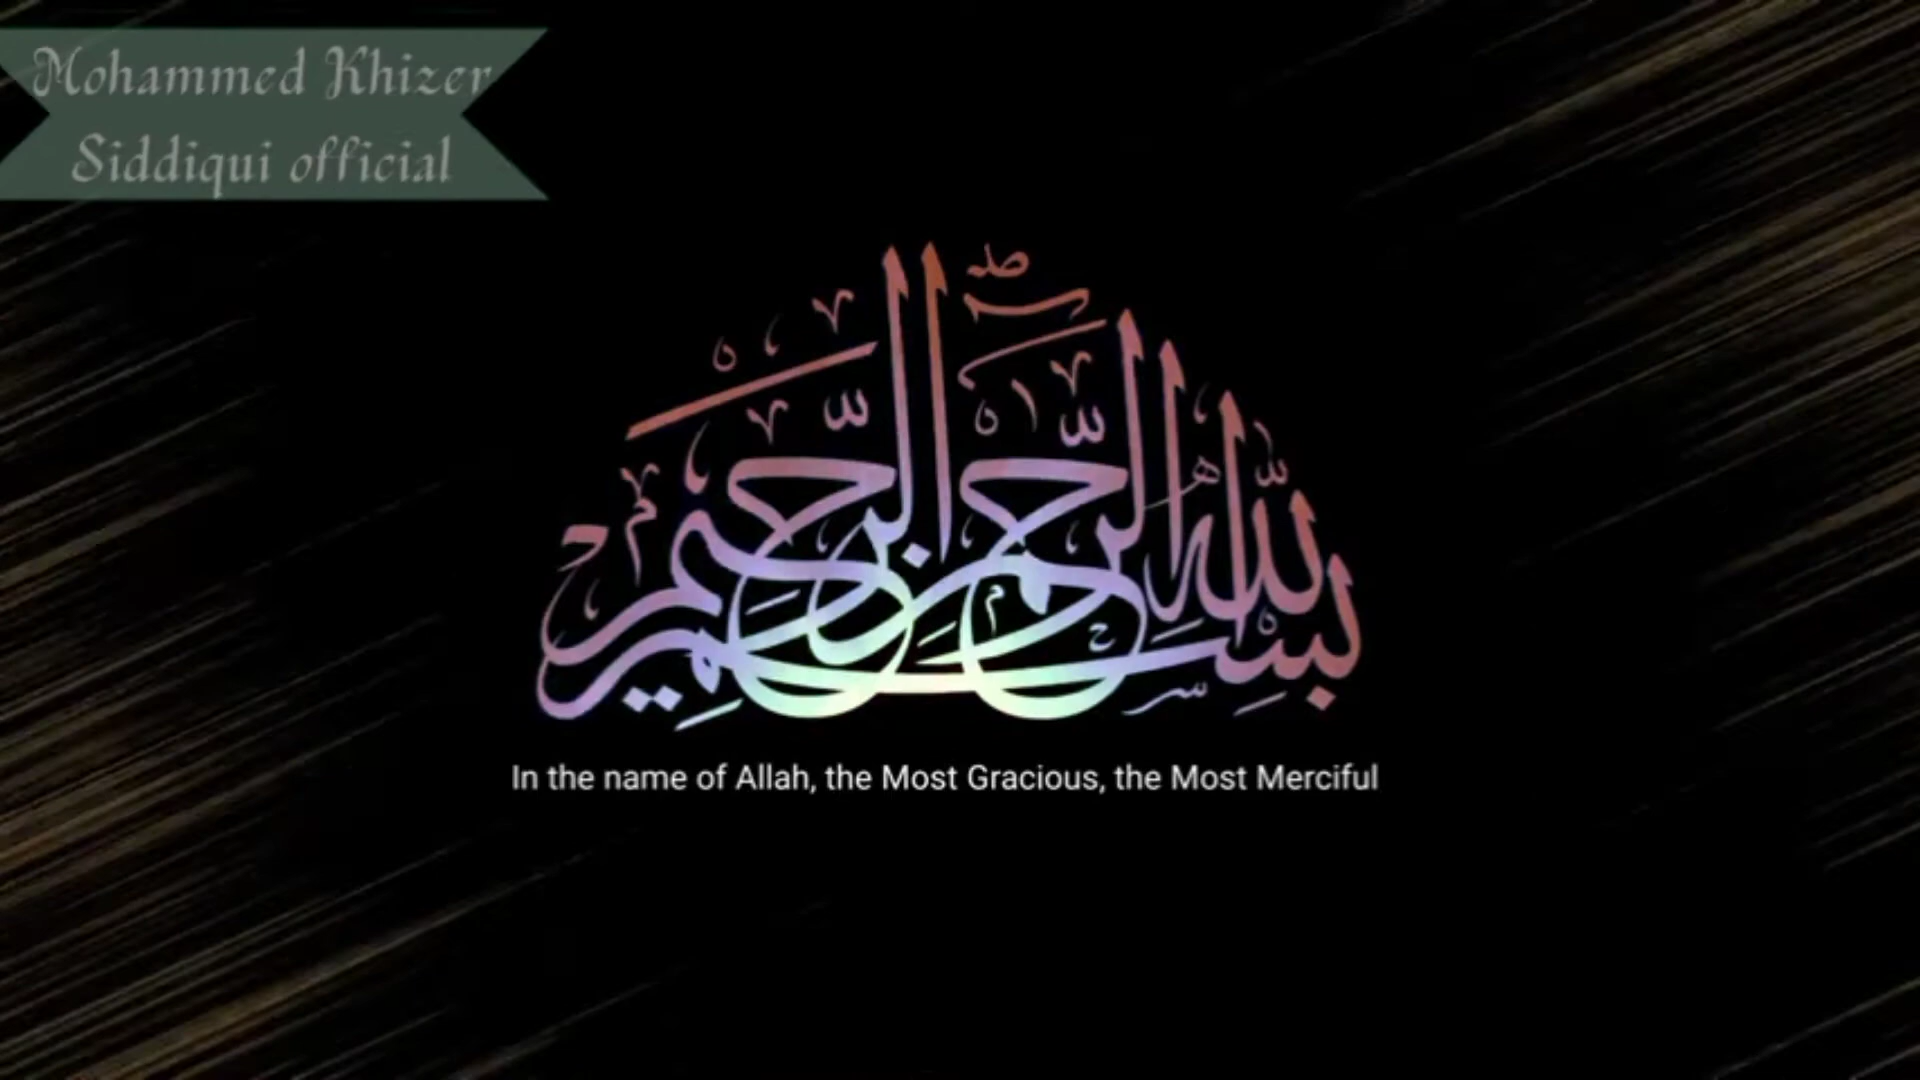 Mohammed Khizer
Siddiqui official
بِسْمِ اللَّهِ الرَّحْمَٰنِ الرَّحِيمِ
In the name of Allah, the Most Gracious, the Most Merciful